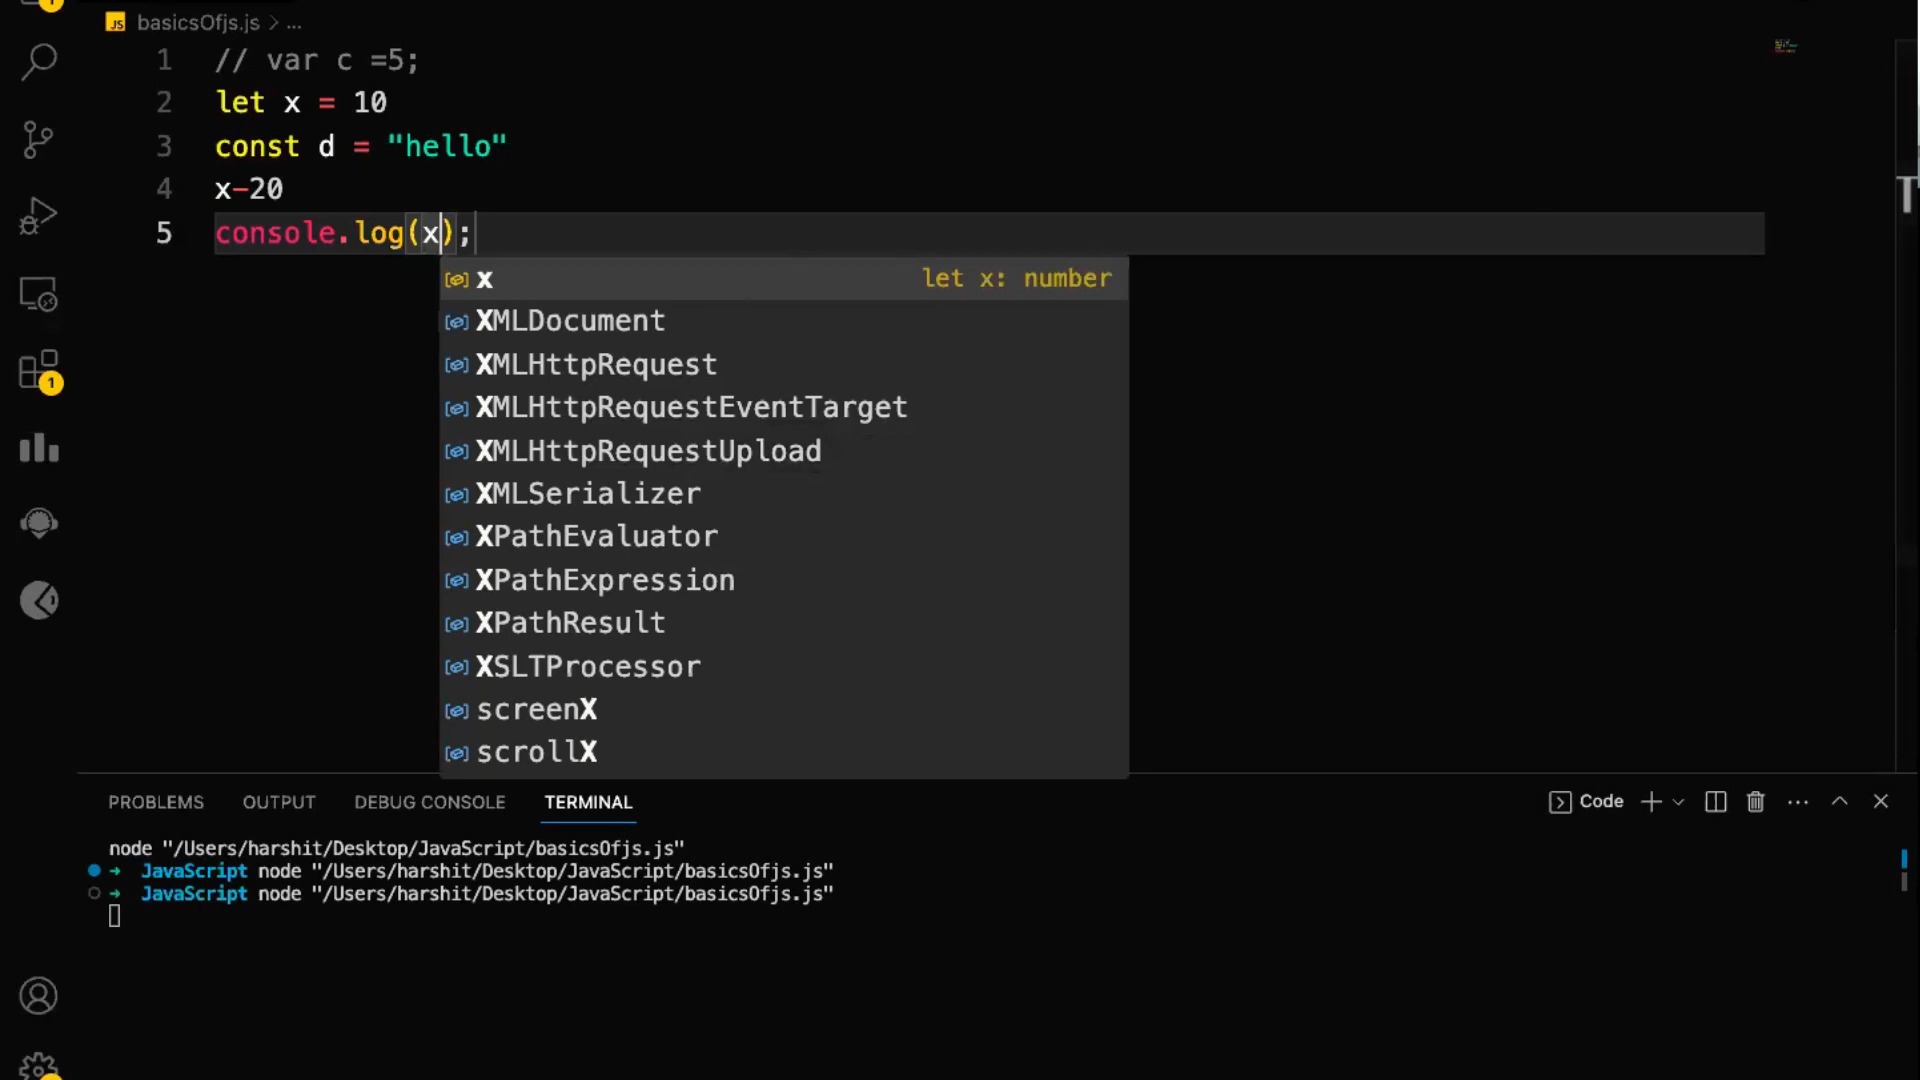 JS basicsOfjs.js > ...
1 // var c =5;
2 let x = 10
3 const d = "hello"
4 x-20
5 console.log(x);
x let x: number
XMLDocument
XMLHttpRequest
XMLHttpRequestEventTarget
XMLHttpRequestUpload
XMLSerializer
XPathEvaluator
XPathExpression
XPathResult
XSLTProcessor
screenX
scrollX
1
PROBLEMS OUTPUT DEBUG CONSOLE TERMINAL Code
node "/Users/harshit/Desktop/JavaScript/basicsOfjs.js"
➜ JavaScript node "/Users/harshit/Desktop/JavaScript/basicsOfjs.js"
➜ JavaScript node "/Users/harshit/Desktop/JavaScript/basicsOfjs.js"